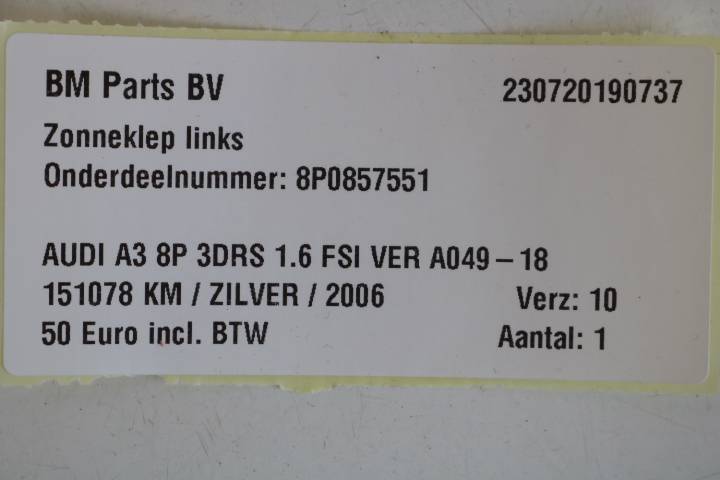 BM Parts BV 230720190737
Zonneklep links
Onderdeelnummer: 8P0857551
AUDI A3 8P 3DRS 1.6 FSI VER A049-18
151078 KM / ZILVER / 2006 Verz: 10
50 Euro incl. BTW Aantal: 1